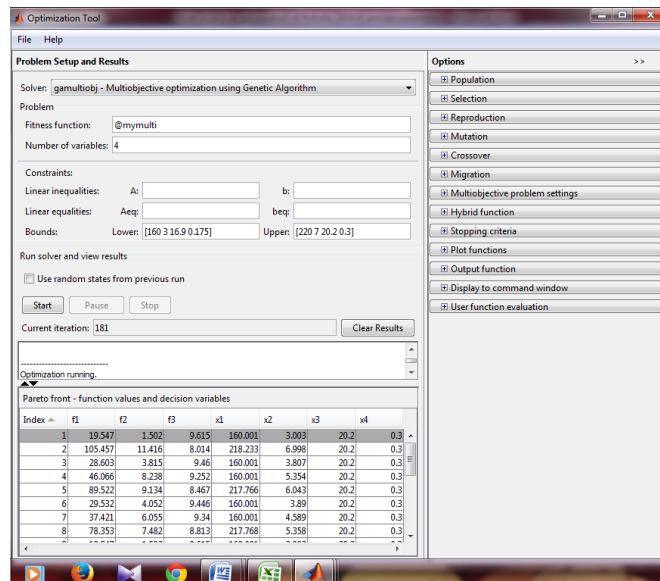 Optimization Tool
File Help
Problem Setup and Results
Solver: gamultiobj - Multiobjective optimization using Genetic Algorithm
Problem
Fitness function: @mymulti
Number of variables: 4
Constraints:
Linear inequalities: A: b:
Linear equalities: Aeq: beq:
Bounds: Lower: [160 3 16.9 0.175] Upper: [220 7 20.2 0.3]
Run solver and view results
Use random states from previous run
Start Pause Stop
Current iteration: 181 Clear Results
Optimization running.
Pareto front - function values and decision variables
Index f1 f2 f3 x1 x2 x3 x4
1 19.547 1.502 9.615 160.001 3.003 20.2 0.3
2 105.457 11.416 8.014 218.233 6.998 20.2 0.3
3 28.603 3.815 9.46 160.001 3.807 20.2 0.3
4 46.066 8.238 9.252 160.001 5.354 20.2 0.3
5 89.522 9.134 8.467 217.766 6.043 20.2 0.3
6 29.532 4.052 9.446 160.001 3.89 20.2 0.3
7 37.421 6.055 9.34 160.001 4.589 20.2 0.3
8 78.353 7.482 8.813 217.768 5.358 20.2 0.3
Options >>
Population
Selection
Reproduction
Mutation
Crossover
Migration
Multiobjective problem settings
Hybrid function
Stopping criteria
Plot functions
Output function
Display to command window
User function evaluation